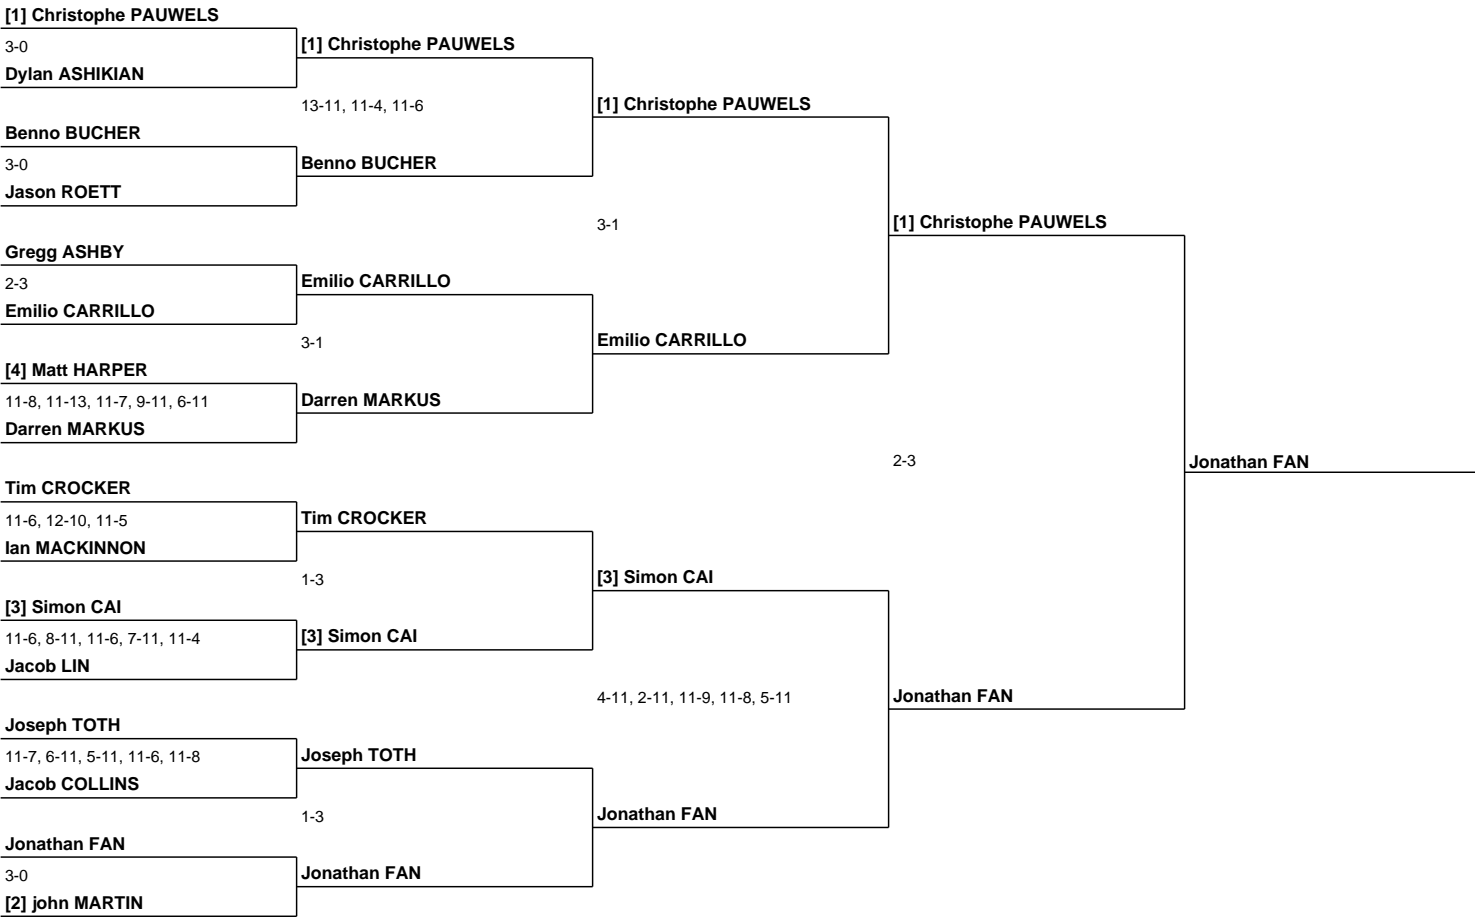 [1] Christophe PAUWELS
3-0
Dylan ASHIKIAN
Benno BUCHER
3-0
Jason ROETT
Gregg ASHBY
2-3
Emilio CARRILLO
[4] Matt HARPER
11-8, 11-13, 11-7, 9-11, 6-11
Darren MARKUS
Tim CROCKER
11-6, 12-10, 11-5
Ian MACKINNON
[3] Simon CAI
11-6, 8-11, 11-6, 7-11, 11-4
Jacob LIN
Joseph TOTH
11-7, 6-11, 5-11, 11-6, 11-8
Jacob COLLINS
Jonathan FAN
3-0
[2] john MARTIN
[1] Christophe PAUWELS
13-11, 11-4, 11-6
Benno BUCHER
Emilio CARRILLO
3-1
Darren MARKUS
Tim CROCKER
1-3
[3] Simon CAI
Joseph TOTH
1-3
Jonathan FAN
[1] Christophe PAUWELS
3-1
Emilio CARRILLO
[3] Simon CAI
4-11, 2-11, 11-9, 11-8, 5-11
Jonathan FAN
[1] Christophe PAUWELS
2-3
Jonathan FAN
Jonathan FAN